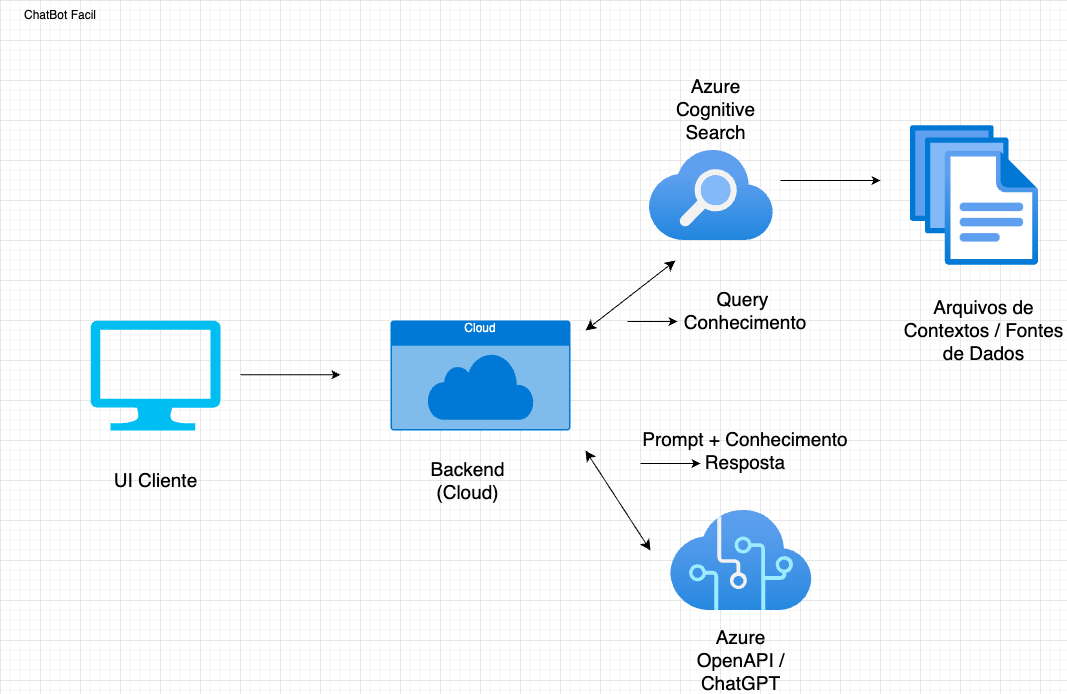 ChatBot Facil
Azure
Cognitive
Search
Query
Conhecimento
Arquivos de
Contextos / Fontes
de Dados
Cloud
UI Cliente
Backend
(Cloud)
Prompt + Conhecimento
Resposta
Azure
OpenAPI /
ChatGPT